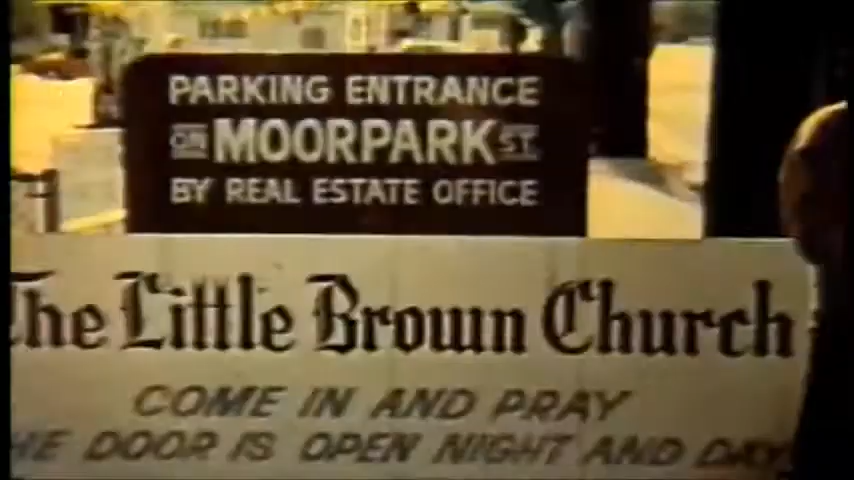 PARKING ENTRANCE
ON MOORPARK ST.
BY REAL ESTATE OFFICE
The Little Brown Church
COME IN AND PRAY
HE DOOR IS OPEN NIGHT AND DAY